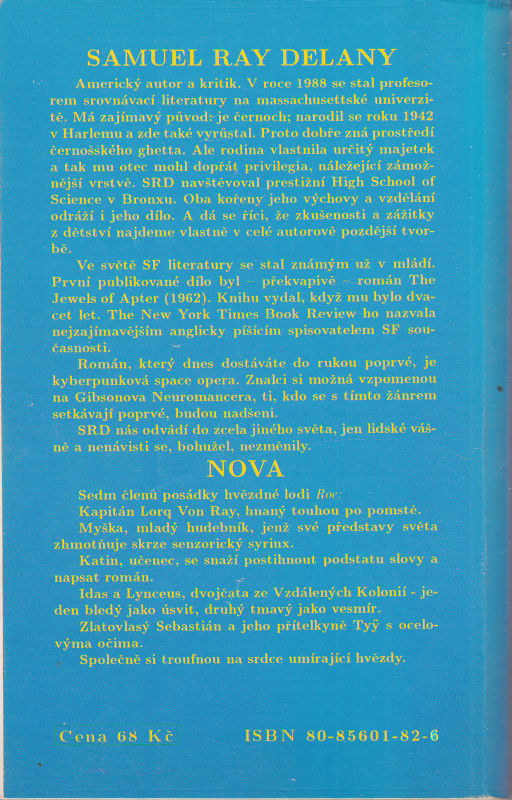 SAMUEL RAY DELANY
Americký autor a kritik. V roce 1988 se stal profeso-
rem srovnávací literatury na massachusettské univerzi-
tě. Má zajímavý původ: je černoch; narodil se roku 1942
v Harlemu a zde také vyrůstal. Proto dobře zná prostředí
černošského ghetta. Ale rodina vlastnila určitý majetek
a tak mu otec mohl dopřát privilegia, náležející zámož-
nější vrstvě. SRD navštěvoval prestižní High School of
Science v Bronxu. Oba kořeny jeho výchovy a vzdělání
odráží i jeho dílo. A dá se říci, že zkušenosti a zážitky
z dětství najdeme vlastně v celé autorově pozdější tvor-
bě.
Ve světě SF literatury se stal známým už v mládí.
První publikované dílo byl – překvapivě – román The
Jewels of Apter (1962). Knihu vydal, když mu bylo dva-
cet let. The New York Times Book Review ho nazvala
nejzajímavějším anglicky píšícím spisovatelem SF sou-
časnosti.
Román, který dnes dostáváte do rukou poprvé, je
kyberpunková space opera. Znalci si možná vzpomenou
na Gibsonova Neuromancera, ti, kdo se s tímto žánrem
setkávají poprvé, budou nadšeni.
SRD nás odvádí do zcela jiného světa, jen lidské váš-
ně a nenávisti se, bohužel, nezměnily.
NOVA
Sedm členů posádky hvězdné lodi Roc:
Kapitán Lorq Von Ray, hnaný touhou po pomstě.
Myška, mladý hudebník, jenž své představy světa
zhmotňuje skrze senzorický syrinx.
Katin, učenec, se snaží postihnout podstatu slovy a
napsat román.
Idas a Lynceus, dvojčata ze Vzdálených Kolonií - je-
den bledý jako úsvit, druhý tmavý jako vesmír.
Zlatovlasý Sebastián a jeho přítelkyně Tyÿ s ocelo-
výma očima.
Společně si troufnou na srdce umírající hvězdy.
Cena 68 Kč
ISBN 80-85601-82-6